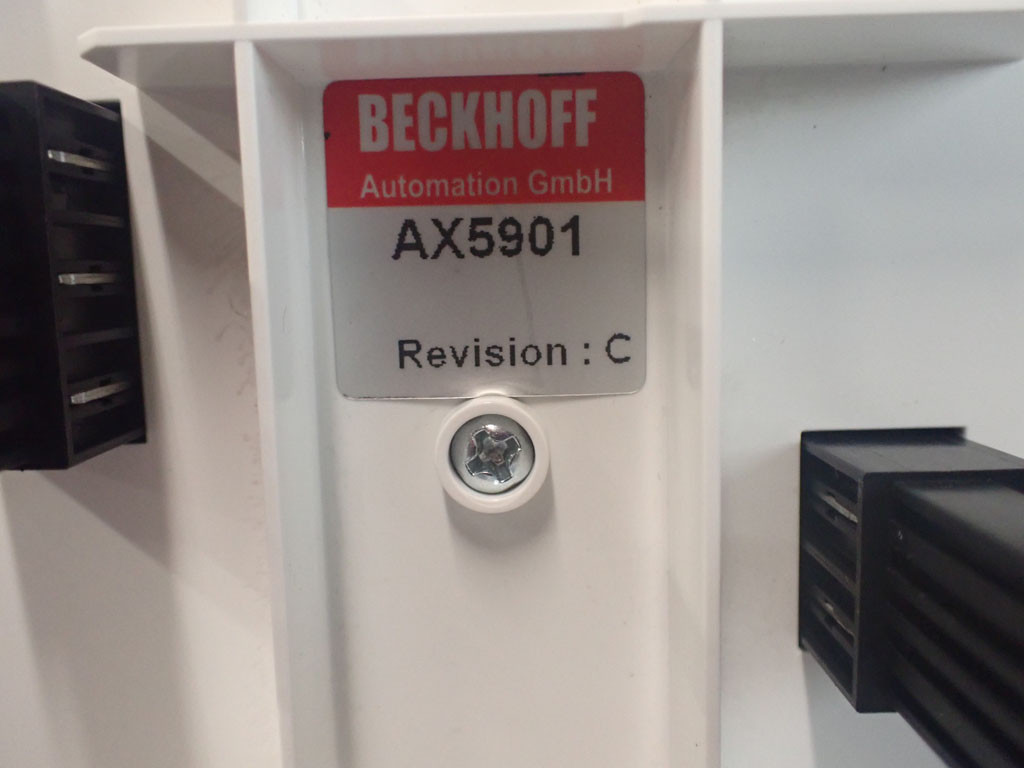 BECKHOFF
Automation GmbH
AX5901
Revision : C